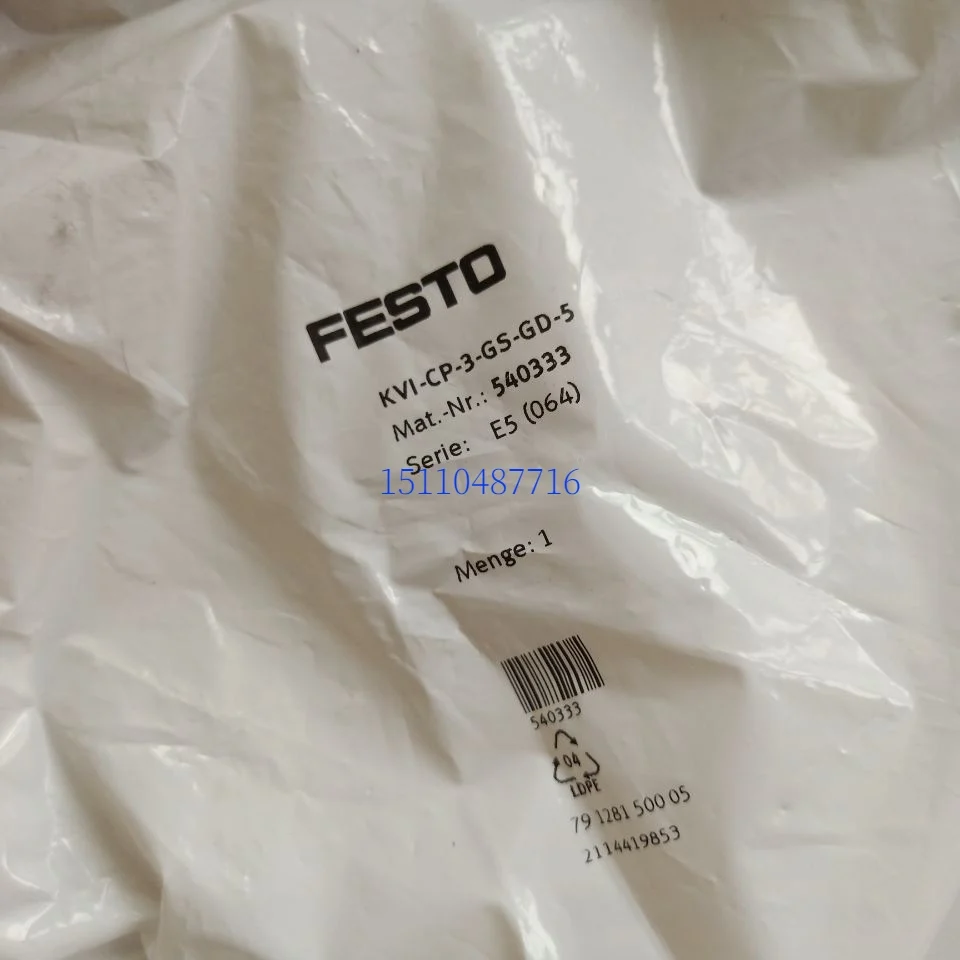 FESTO
KVI-CP-3-GS-GD-5
Mat.-Nr.: 540333
Serie: E5 (064)
15110487716
Menge: 1
540333
04
LDPE
79 1281 500 05
2114419853